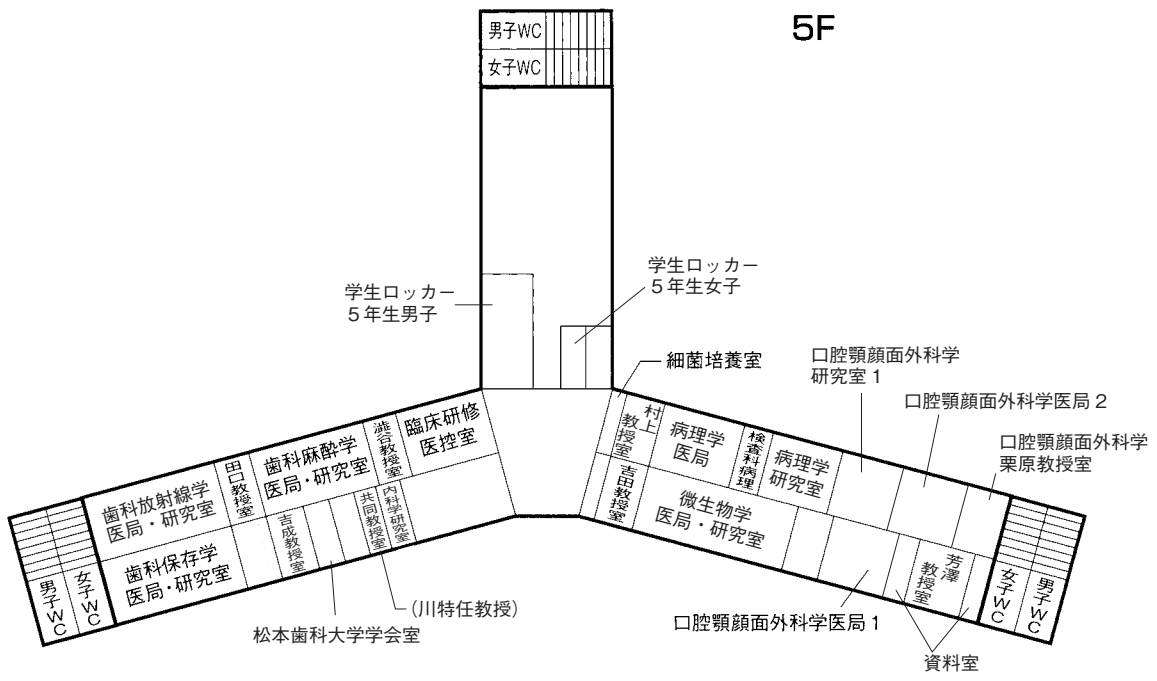 5F
男子WC
女子WC
学生ロッカー
5年生男子
学生ロッカー
5年生女子
細菌培養室
口腔顎顔面外科学
研究室1
口腔顎顔面外科学医局2
口腔顎顔面外科学
栗原教授室
歯科放射線学
医局・研究室
田口教授室
歯科麻酔学
医局・研究室
澁谷教授室
臨床研修
医控室
村上
教授室
病理学
医局
検査科病理
病理学
研究室
男子WC
女子WC
歯科保存学
医局・研究室
吉成教授室
共同教授室
内科学研究室
吉田教授室
微生物学
医局・研究室
芳澤
教授室
女子WC
男子WC
(川特任教授)
松本歯科大学学会室
口腔顎顔面外科学医局1
資料室